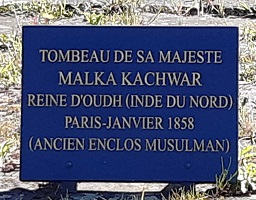 TOMBEAU DE SA MAJESTE
MALKA KACHWAR
REINE D'OUDH (INDE DU NORD)
PARIS-JANVIER 1858
(ANCIEN ENCLOS MUSULMAN)